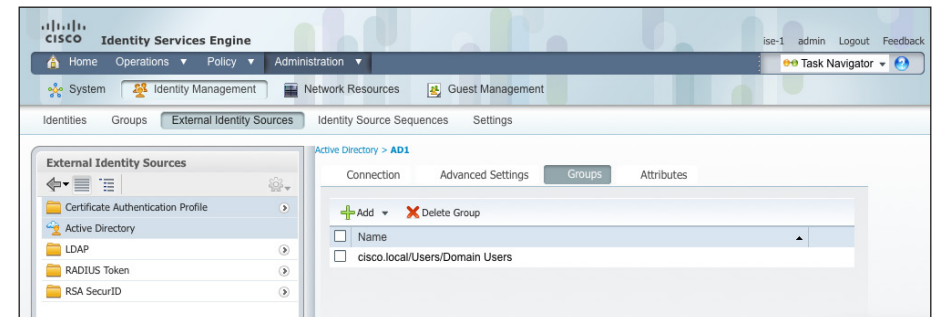 CISCO Identity Services Engine
ise-1 admin Logout Feedback
Home Operations Policy Administration
Task Navigator
System Identity Management Network Resources Guest Management
Identities Groups External Identity Sources Identity Source Sequences Settings
External Identity Sources
Certificate Authentication Profile
Active Directory
LDAP
RADIUS Token
RSA SecurID
Active Directory > AD1
Connection Advanced Settings Groups Attributes
Add Delete Group
Name
cisco.local/Users/Domain Users